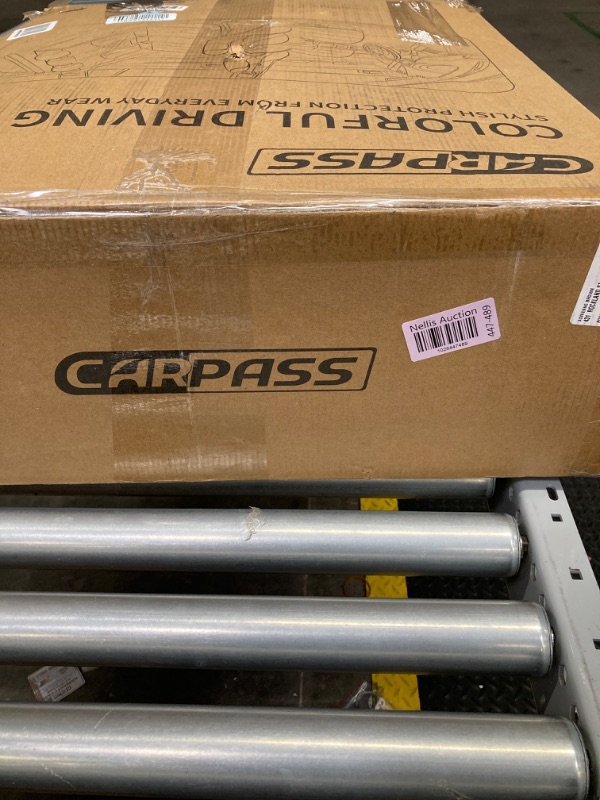 CARPASS
COLORFUL DRIVING
STYLISH PROTECTION FROM EVERYDAY WEAR
CARPASS
Nellis Auction
447-489